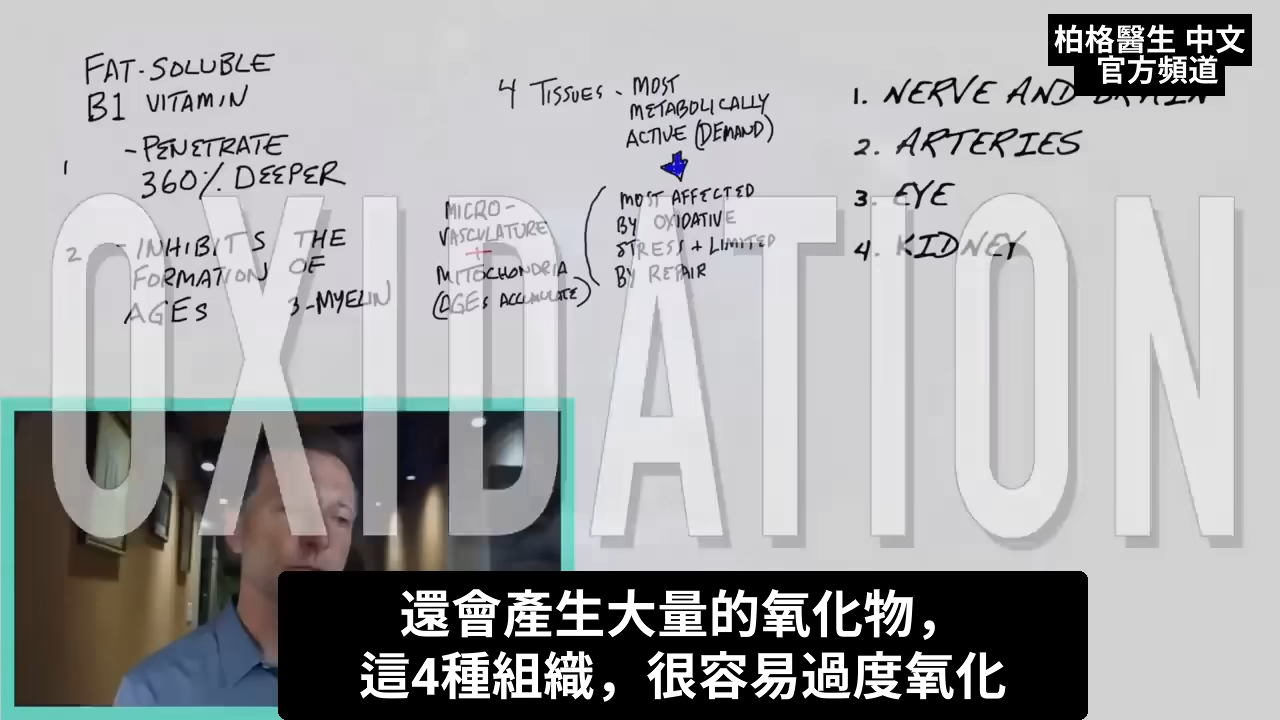 柏格醫生 中文
官方頻道
FAT-SOLUBLE
B1 VITAMIN
1 - PENETRATE
360% DEEPER
2 - INHIBITS THE
FORMATION OF
AGES 3-MYELIN
MICRO-
VASCULATURE
+
MITOCHONDRIA
(AGES ACCUMULATE)
4 TISSUES - MOST
METABOLICALLY
ACTIVE (DEMAND)
MOST AFFECTED
BY OXIDATIVE
STRESS + LIMITED
BY REPAIR
1. NERVE AND BRAIN
2. ARTERIES
3. EYE
4. KIDNEY
OXIDATION
還會產生大量的氧化物，
這4種組織，很容易過度氧化